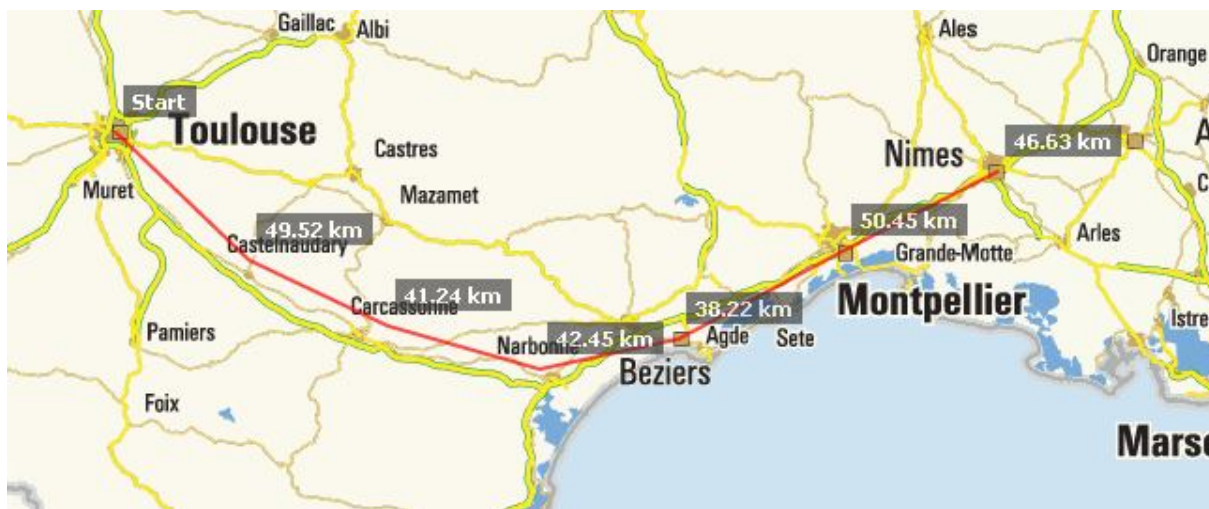 Gaillac
Albi
Ales
Orange
Start
Toulouse
46.63 km
Castres
Nimes
Muret
Mazamet
49.52 km
50.45 km
Castelnaudary
Arles
Grande-Motte
41.24 km
Carcassonne
38.22 km
Montpellier
Pamiers
42.45 km
Narbonne
Agde
Sete
Istre
Beziers
Foix
Marse